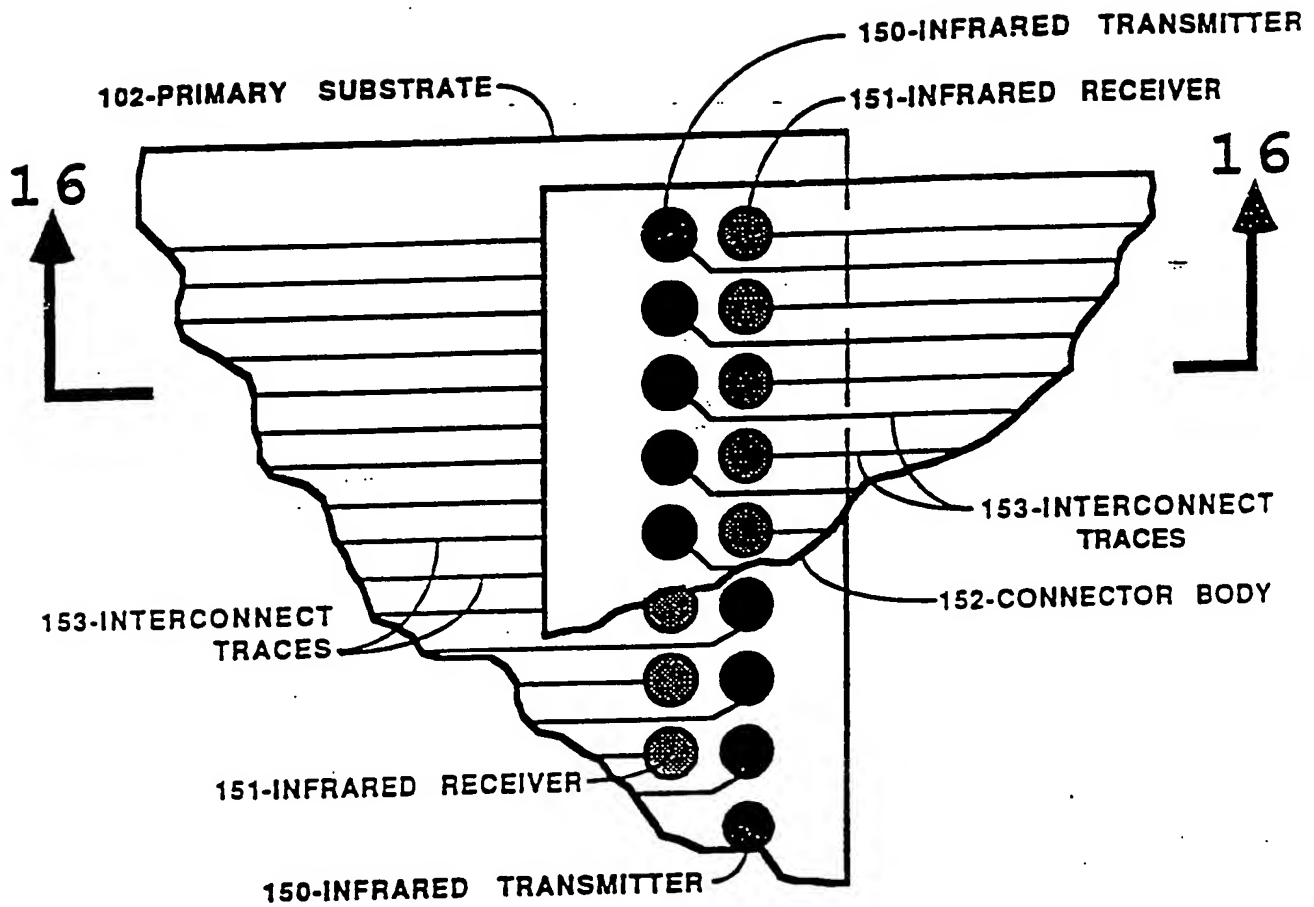 150-INFRARED TRANSMITTER
102-PRIMARY SUBSTRATE
151-INFRARED RECEIVER
16
16
153-INTERCONNECT
TRACES
152-CONNECTOR BODY
153-INTERCONNECT
TRACES
151-INFRARED RECEIVER
150-INFRARED TRANSMITTER